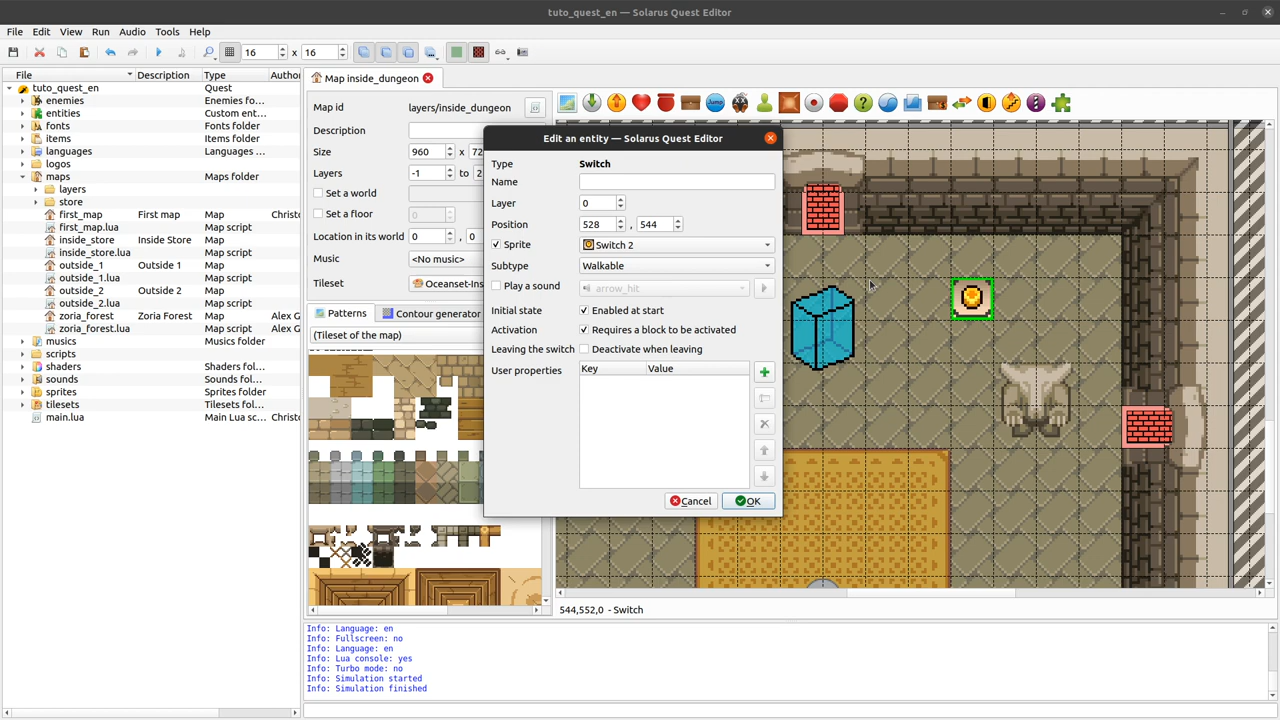 tuto_quest_en — Solarus Quest Editor
File Edit View Run Audio Tools Help
16 x 16
File Description Type Author
tuto_quest_en Quest
enemies Enemies fo...
entities Custom ent...
fonts Fonts folder
items Items folder
languages Languages ...
logos
maps Maps folder
layers
store
first_map First map Map Christo
first_map.lua Map script
inside_store Inside Store Map
inside_store.lua Map script
outside_1 Outside 1 Map
outside_1.lua Map script
outside_2 Outside 2 Map
outside_2.lua Map script
zoria_forest Zoria Forest Map Alex G
zoria_forest.lua Map script Alex G
musics Musics folder
scripts
shaders Shaders fol...
sounds Sounds fol...
sprites Sprites folder
tilesets Tilesets fol...
main.lua Main Lua sc... Christo
Map inside_dungeon
Map id layers/inside_dungeon
Description
Size 960 x 72
Layers -1 to 2
Set a world
Set a floor 0
Location in its world 0 , 0
Music <No music>
Tileset Oceanset-Ins
Patterns Contour generator
(Tileset of the map)
Jump
Edit an entity — Solarus Quest Editor
Type Switch
Name
Layer 0
Position 528 , 544
Sprite Switch 2
Subtype Walkable
Play a sound arrow_hit
Initial state Enabled at start
Activation Requires a block to be activated
Leaving the switch Deactivate when leaving
User properties Key Value
Cancel OK
544,552,0 - Switch
Info: Language: en
Info: Fullscreen: no
Info: Language: en
Info: Lua console: yes
Info: Turbo mode: no
Info: Simulation started
Info: Simulation finished